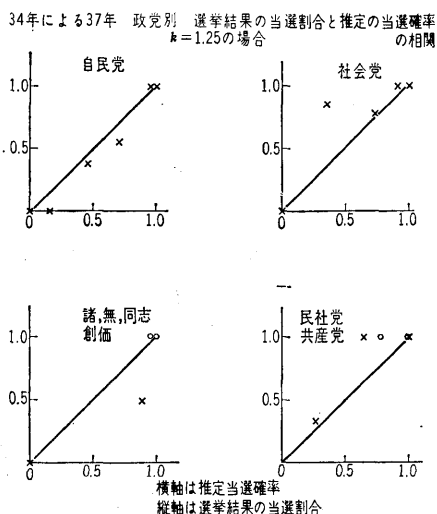 34年による37年 政党別 選挙結果の当選割合と推定の当選確率
k=1.25の場合 の相関
自民党
1.0
.5
0
0.5
1.0
社会党
1.0
0.5
0
0.5
1.0
諸,無,同志
創価
1.0
0.5
0
0.5
1.0
民社党
共産党
1.0
0.5
0
0.5
1.0
横軸は推定当選確率
縦軸は選挙結果の当選割合